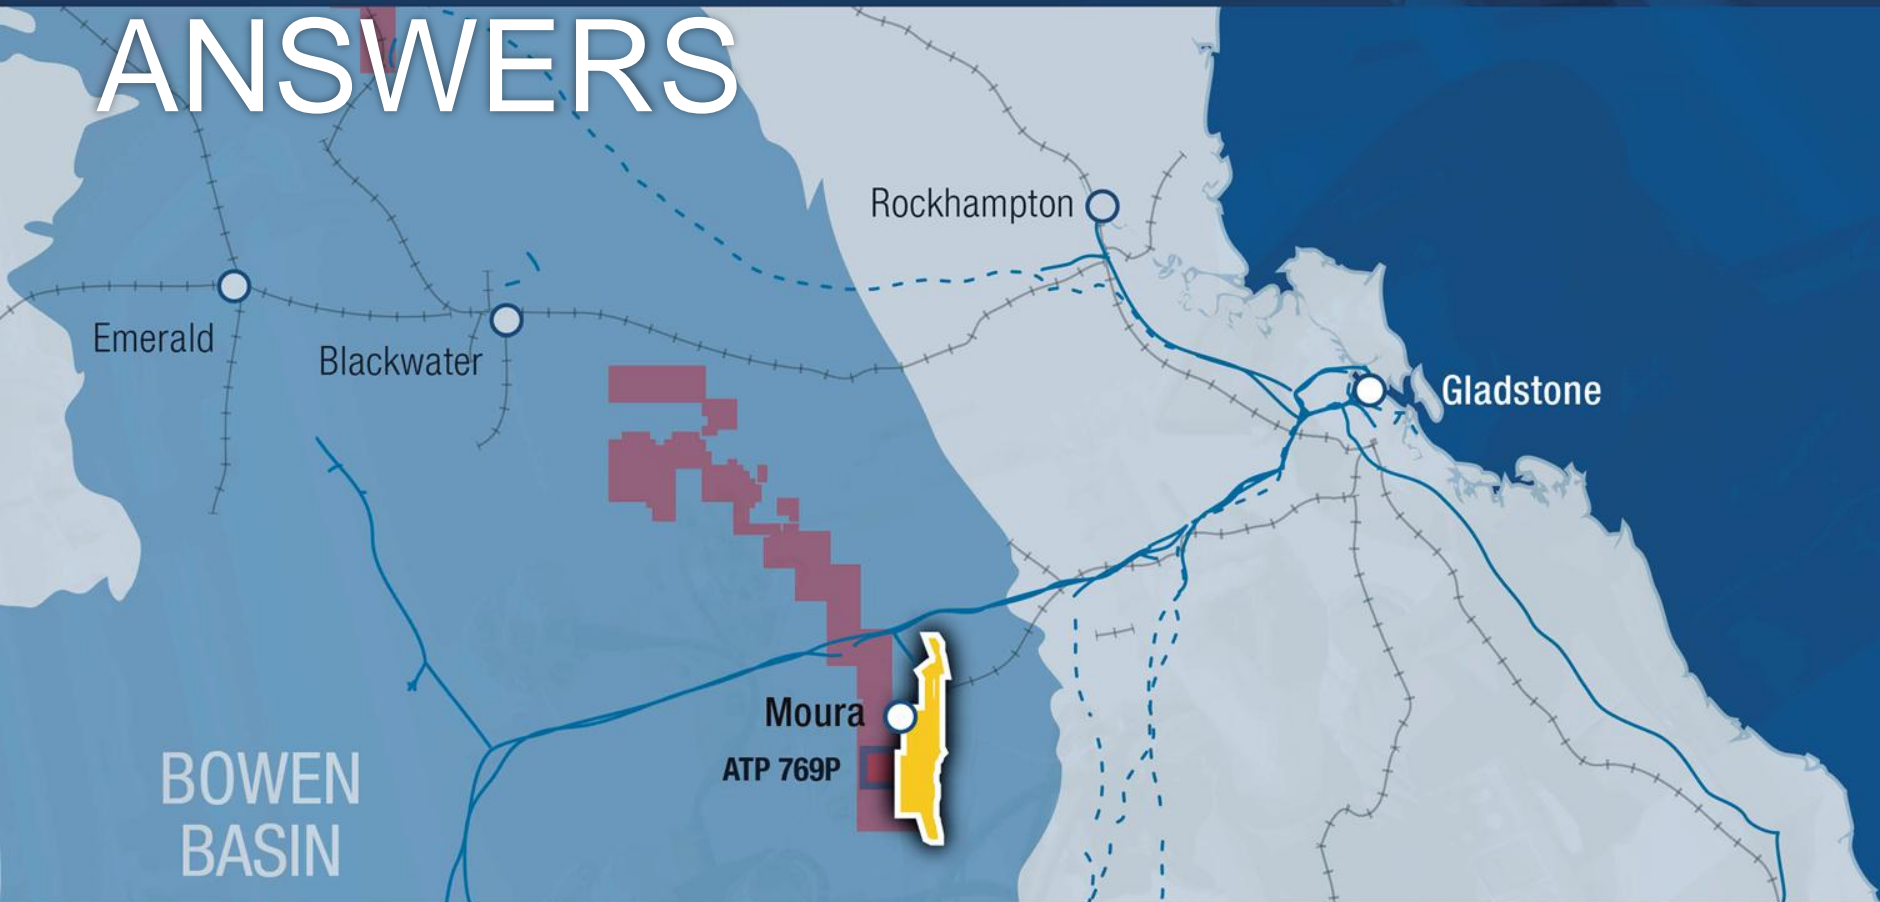 ANSWERS
Rockhampton
Emerald
Blackwater
Gladstone
Moura
ATP 769P
BOWEN
BASIN